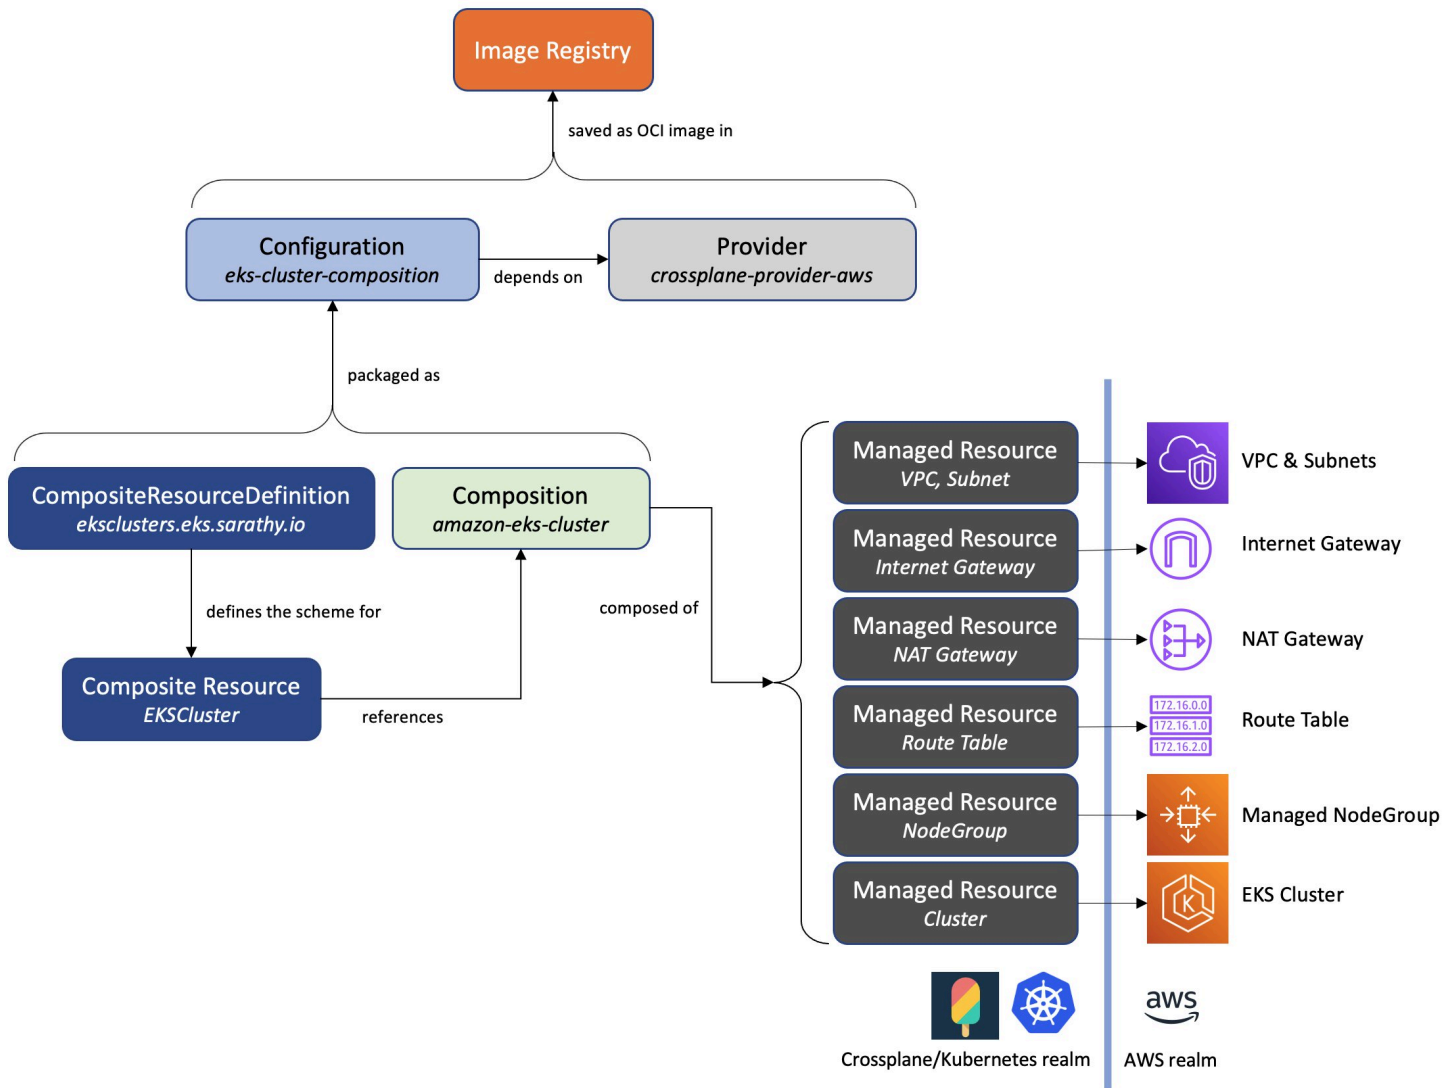 Image Registry
saved as OCI image in
Configuration
eks-cluster-composition
depends on
Provider
crossplane-provider-aws
packaged as
CompositeResourceDefinition
eksclusters.eks.sarathy.io
Composition
amazon-eks-cluster
defines the scheme for
composed of
Composite Resource
EKSCluster
references
Managed Resource
VPC, Subnet
VPC & Subnets
Managed Resource
Internet Gateway
Internet Gateway
Managed Resource
NAT Gateway
NAT Gateway
Managed Resource
Route Table
172.16.0.0
172.16.1.0
172.16.2.0
Route Table
Managed Resource
NodeGroup
Managed NodeGroup
Managed Resource
Cluster
K
EKS Cluster
aws
Crossplane/Kubernetes realm
AWS realm